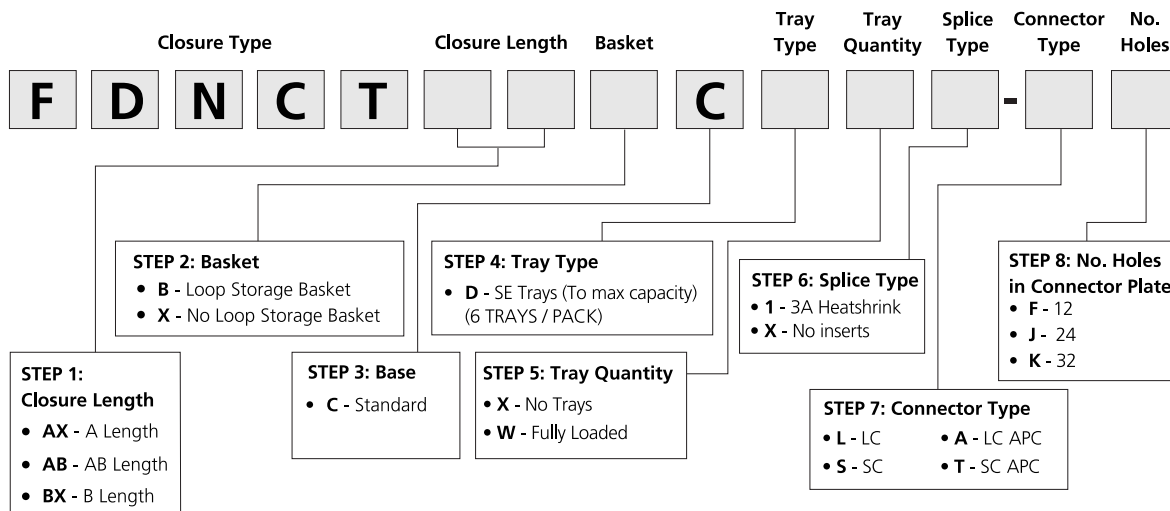 Closure Type
Closure Length
Basket
Tray
Type
Tray
Quantity
Splice
Type
Connector
Type
No.
Holes
F D N C T C -
STEP 2: Basket
• B - Loop Storage Basket
• X - No Loop Storage Basket
STEP 4: Tray Type
• D - SE Trays (To max capacity)
(6 TRAYS / PACK)
STEP 6: Splice Type
• 1 - 3A Heatshrink
• X - No inserts
STEP 8: No. Holes
in Connector Plate
• F - 12
• J - 24
• K - 32
STEP 1:
Closure Length
• AX - A Length
• AB - AB Length
• BX - B Length
STEP 3: Base
• C - Standard
STEP 5: Tray Quantity
• X - No Trays
• W - Fully Loaded
STEP 7: Connector Type
• L - LC • A - LC APC
• S - SC • T - SC APC